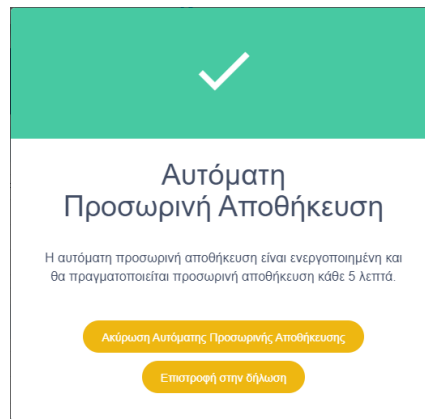 Αυτόματη
Προσωρινή Αποθήκευση
Η αυτόματη προσωρινή αποθήκευση είναι ενεργοποιημένη και
θα πραγματοποιείται προσωρινή αποθήκευση κάθε 5 λεπτά.
Ακύρωση Αυτόματης Προσωρινής Αποθήκευσης
Επιστροφή στην δήλωση